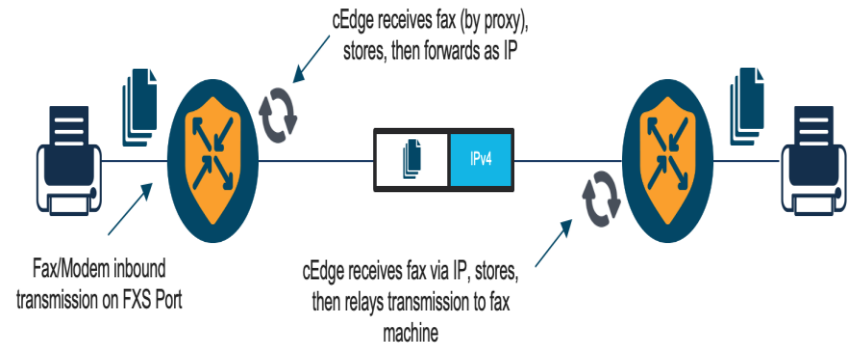 cEdge receives fax (by proxy),
stores, then forwards as IP
IPv4
Fax/Modem inbound
transmission on FXS Port
cEdge receives fax via IP, stores,
then relays transmission to fax
machine